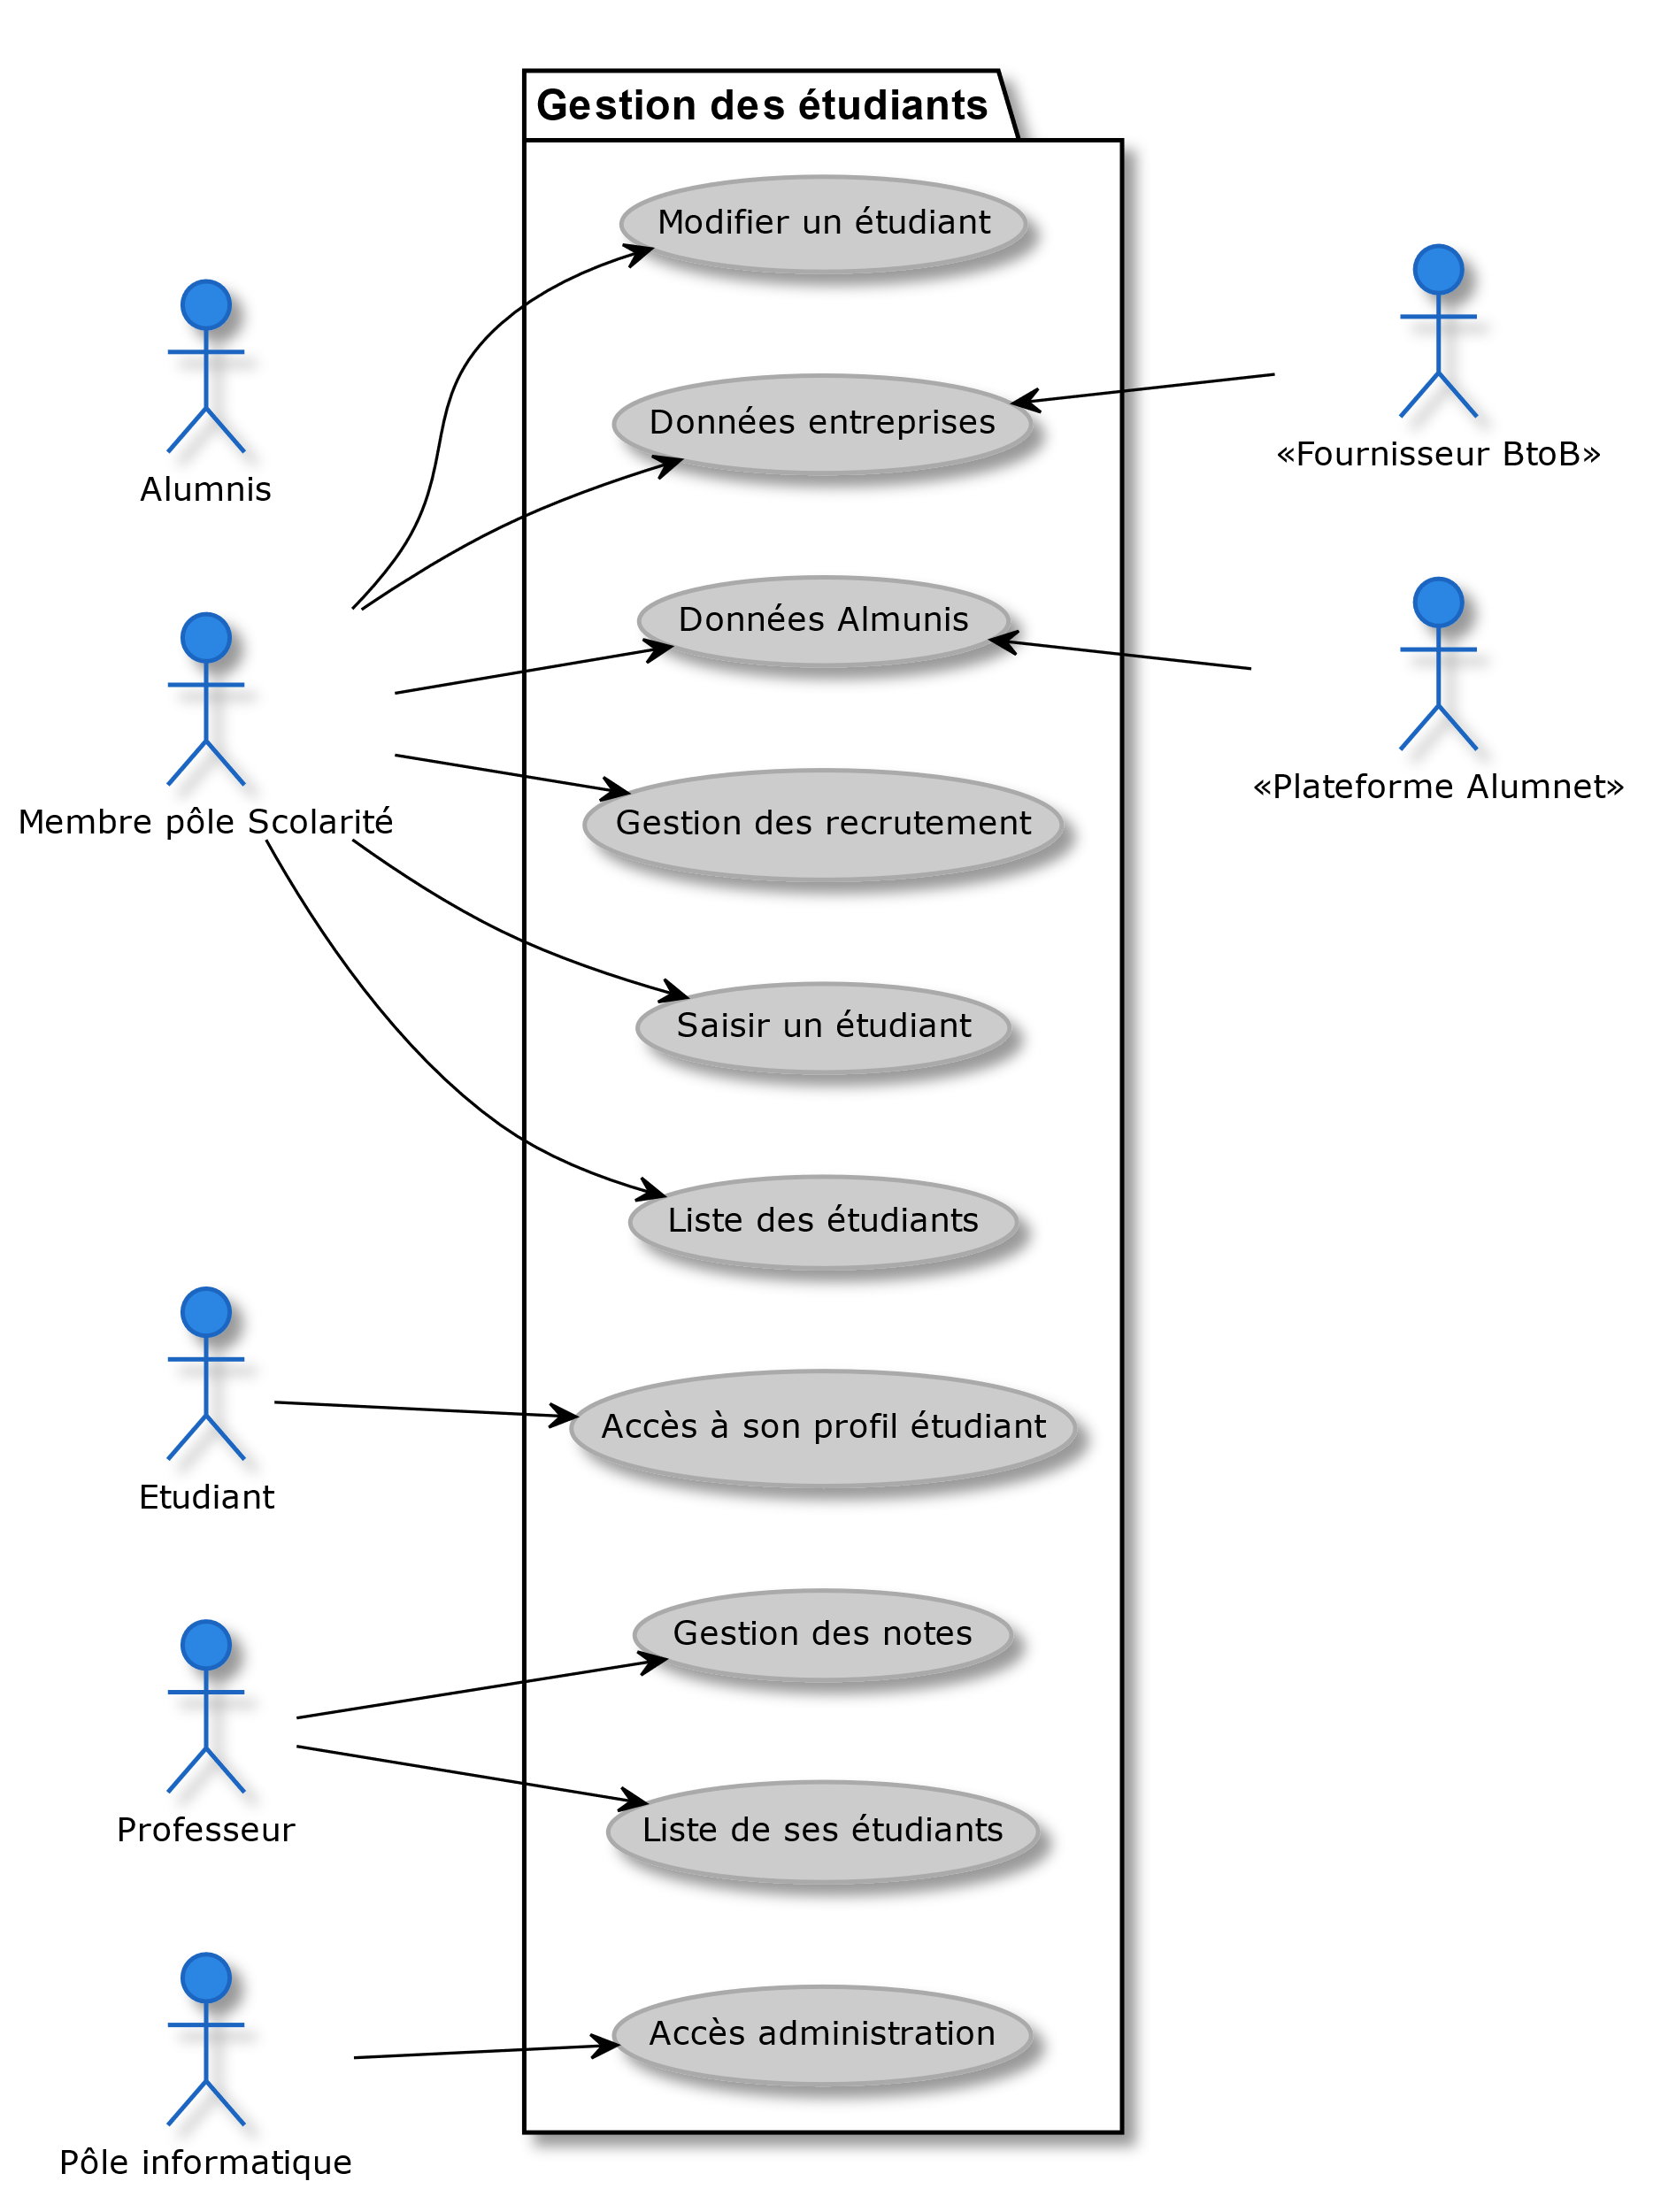 Gestion des étudiants
Modifier un étudiant
Données entreprises
Données Almunis
Gestion des recrutement
Saisir un étudiant
Liste des étudiants
Accès à son profil étudiant
Gestion des notes
Liste de ses étudiants
Accès administration
Alumnis
Membre pôle Scolarité
Etudiant
Professeur
Pôle informatique
«Fournisseur BtoB»
«Plateforme Alumnet»